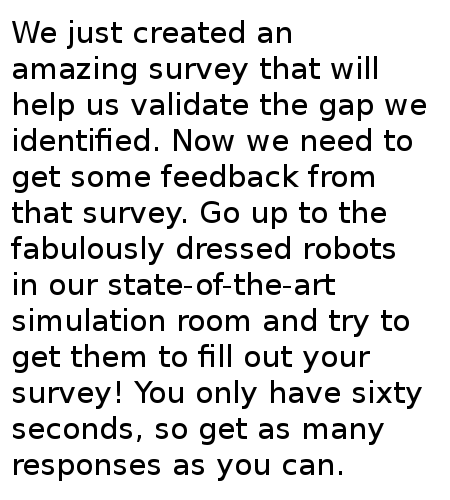 We just created an
amazing survey that will
help us validate the gap we
identified. Now we need to
get some feedback from
that survey. Go up to the
fabulously dressed robots
in our state-of-the-art
simulation room and try to
get them to fill out your
survey! You only have sixty
seconds, so get as many
responses as you can.